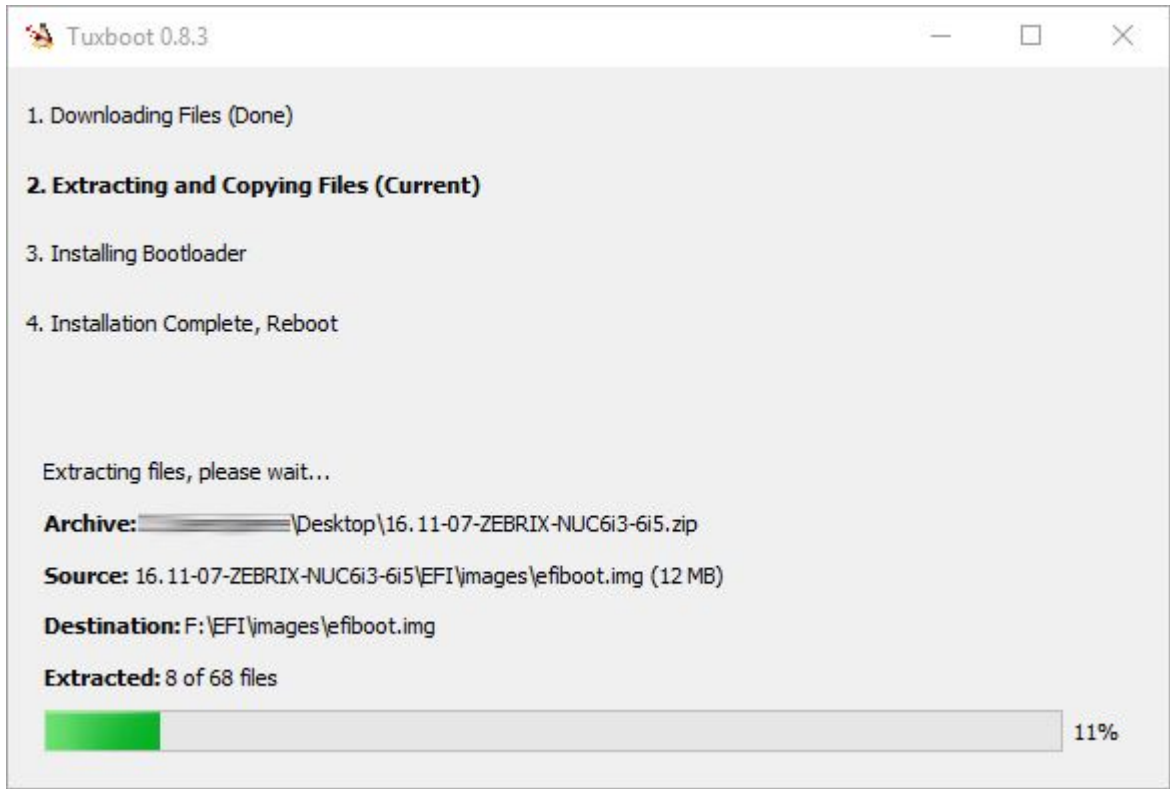 Tuxboot 0.8.3
1. Downloading Files (Done)
2. Extracting and Copying Files (Current)
3. Installing Bootloader
4. Installation Complete, Reboot
Extracting files, please wait...
Archive: \Desktop\16.11-07-ZEBRIX-NUC6i3-6i5.zip
Source: 16.11-07-ZEBRIX-NUC6i3-6i5\EFI\images\efiboot.img (12 MB)
Destination: F:\EFI\images\efiboot.img
Extracted: 8 of 68 files
11%